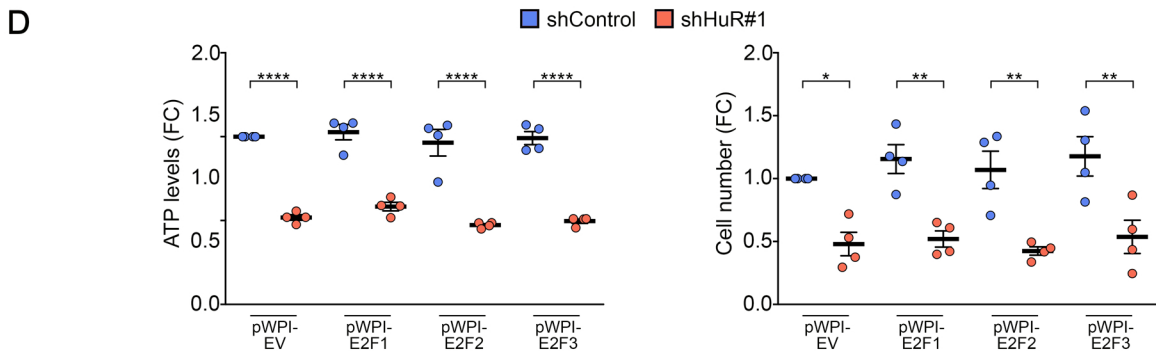 D
shControl shHuR#1
ATP levels (FC)
2.0
1.5
1.0
0.5
0.0
**** **** **** ****
pWPI-
EV
pWPI-
E2F1
pWPI-
E2F2
pWPI-
E2F3
Cell number (FC)
2.0
1.5
1.0
0.5
0.0
* ** ** **
pWPI-
EV
pWPI-
E2F1
pWPI-
E2F2
pWPI-
E2F3